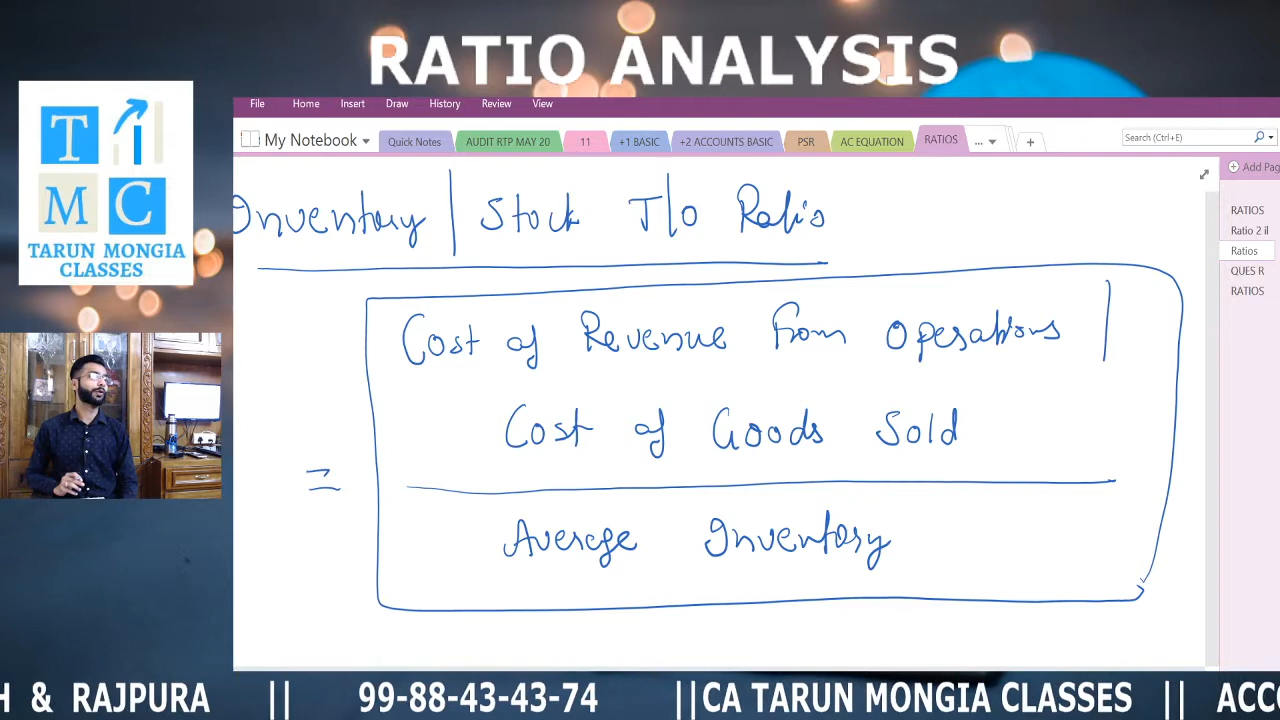 RATIO ANALYSIS
T
M C
TARUN MONGIA
CLASSES
File Home Insert Draw History Review View
My Notebook Quick Notes AUDIT RTP MAY 20 11 +1 BASIC +2 ACCOUNTS BASIC PSR AC EQUATION RATIOS ... + Search (Ctrl+E)
Add Pag
RATIOS
Ratio 2 il
Ratios
QUES R
RATIOS
Inventory | Stock T/O Ratio
Cost of Revenue from Operations |
Cost of Goods Sold
=
Average Inventory
H & RAJPURA || 99-88-43-43-74 || CA TARUN MONGIA CLASSES || ACCO